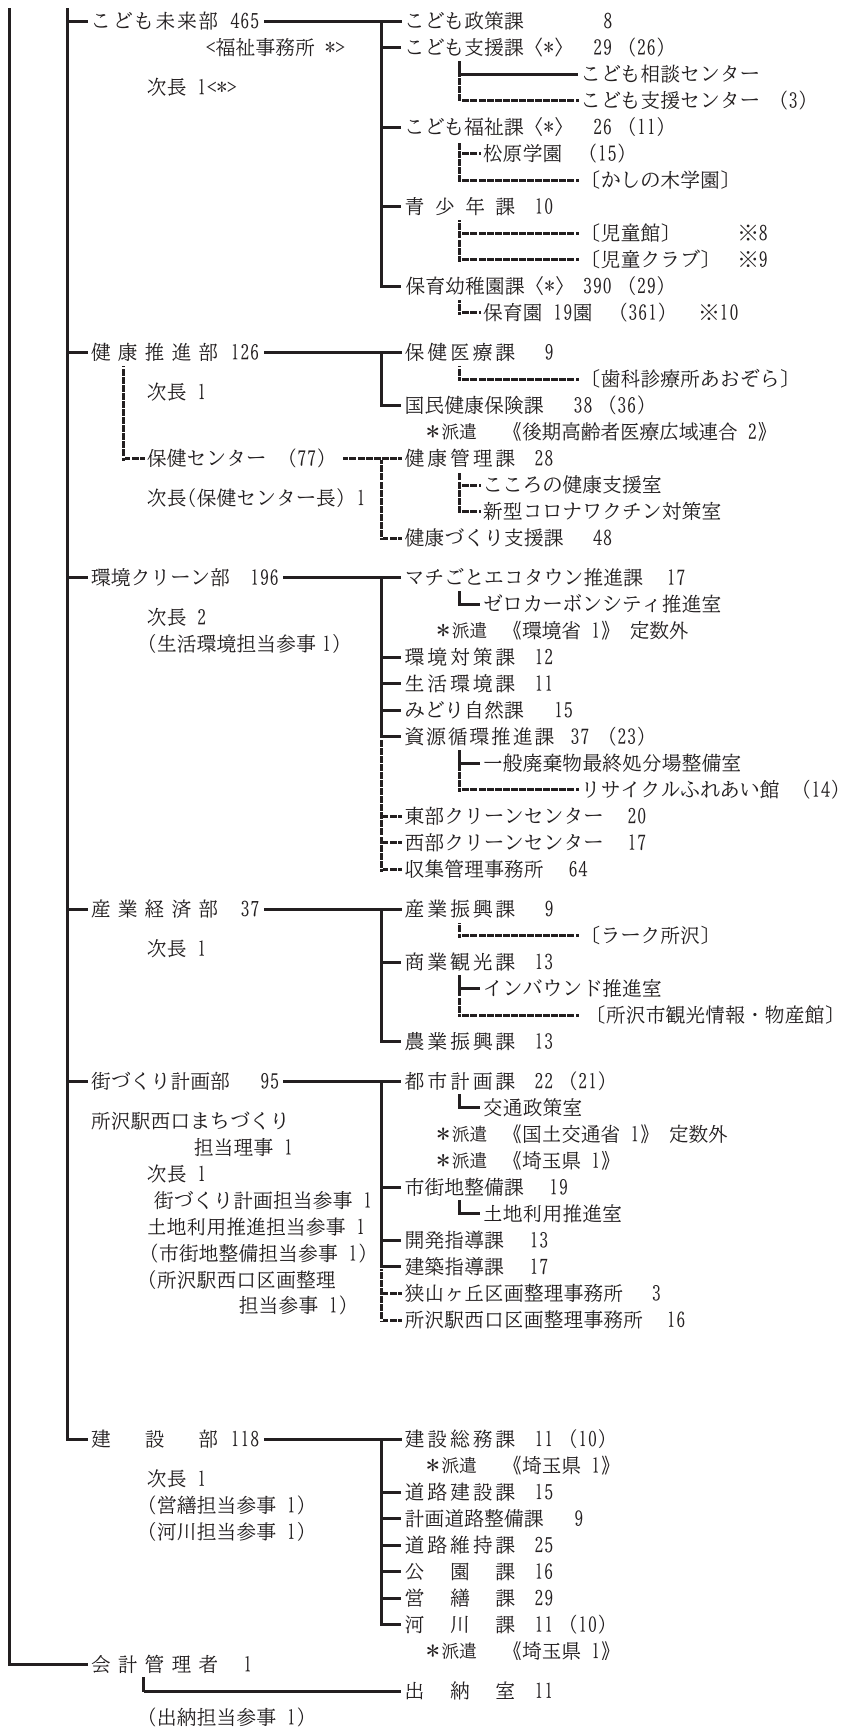 こども未来部 465 こども政策課 8
<福祉事務所 *> こども支援課〈*〉 29 (26)
こども相談センター
次長 1<*>
こども支援センター (3)
こども福祉課〈*〉 26 (11)
松原学園 (15)
〔かしの木学園〕
青少年課 10
〔児童館〕 ※8
〔児童クラブ〕 ※9
保育幼稚園課〈*〉 390 (29)
保育園 19園 (361) ※10
健康推進部 126 保健医療課 9
〔歯科診療所あおぞら〕
次長 1
国民健康保険課 38 (36)
*派遣 《後期高齢者医療広域連合 2》
保健センター (77) 健康管理課 28
こころの健康支援室
次長(保健センター長) 1
新型コロナワクチン対策室
健康づくり支援課 48
環境クリーン部 196 マチごとエコタウン推進課 17
ゼロカーボンシティ推進室
次長 2
*派遣 《環境省 1》 定数外
(生活環境担当参事 1)
環境対策課 12
生活環境課 11
みどり自然課 15
資源循環推進課 37 (23)
一般廃棄物最終処分場整備室
リサイクルふれあい館 (14)
東部クリーンセンター 20
西部クリーンセンター 17
収集管理事務所 64
産業経済部 37 産業振興課 9
〔ラーク所沢〕
次長 1
商業観光課 13
インバウンド推進室
〔所沢市観光情報・物産館〕
農業振興課 13
街づくり計画部 95 都市計画課 22 (21)
交通政策室
所沢駅西口まちづくり
*派遣 《国土交通省 1》 定数外
担当理事 1
*派遣 《埼玉県 1》
次長 1
市街地整備課 19
街づくり計画担当参事 1
土地利用推進室
土地利用推進担当参事 1
開発指導課 13
(市街地整備担当参事 1)
建築指導課 17
(所沢駅西口区画整理
狭山ヶ丘区画整理事務所 3
担当参事 1)
所沢駅西口区画整理事務所 16
建設部 118 建設総務課 11 (10)
*派遣 《埼玉県 1》
次長 1
道路建設課 15
(営繕担当参事 1)
計画道路整備課 9
(河川担当参事 1)
道路維持課 25
公園課 16
営繕課 29
河川課 11 (10)
*派遣 《埼玉県 1》
会計管理者 1
出納室 11
(出納担当参事 1)